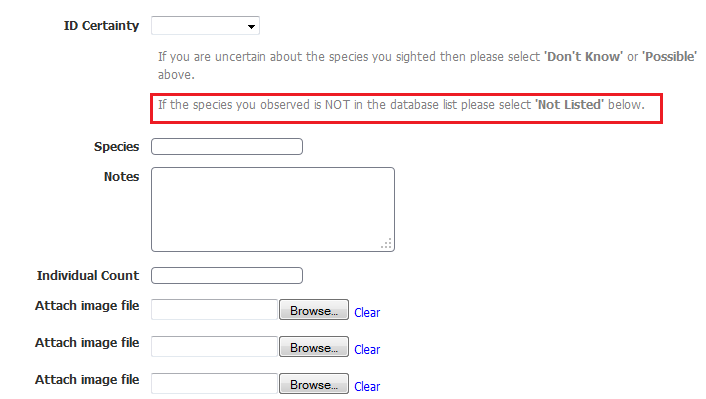 ID Certainty
If you are uncertain about the species you sighted then please select 'Don't Know' or 'Possible'
above.
If the species you observed is NOT in the database list please select 'Not Listed' below.
Species
Notes
Individual Count
Attach image file Browse... Clear
Attach image file Browse... Clear
Attach image file Browse... Clear